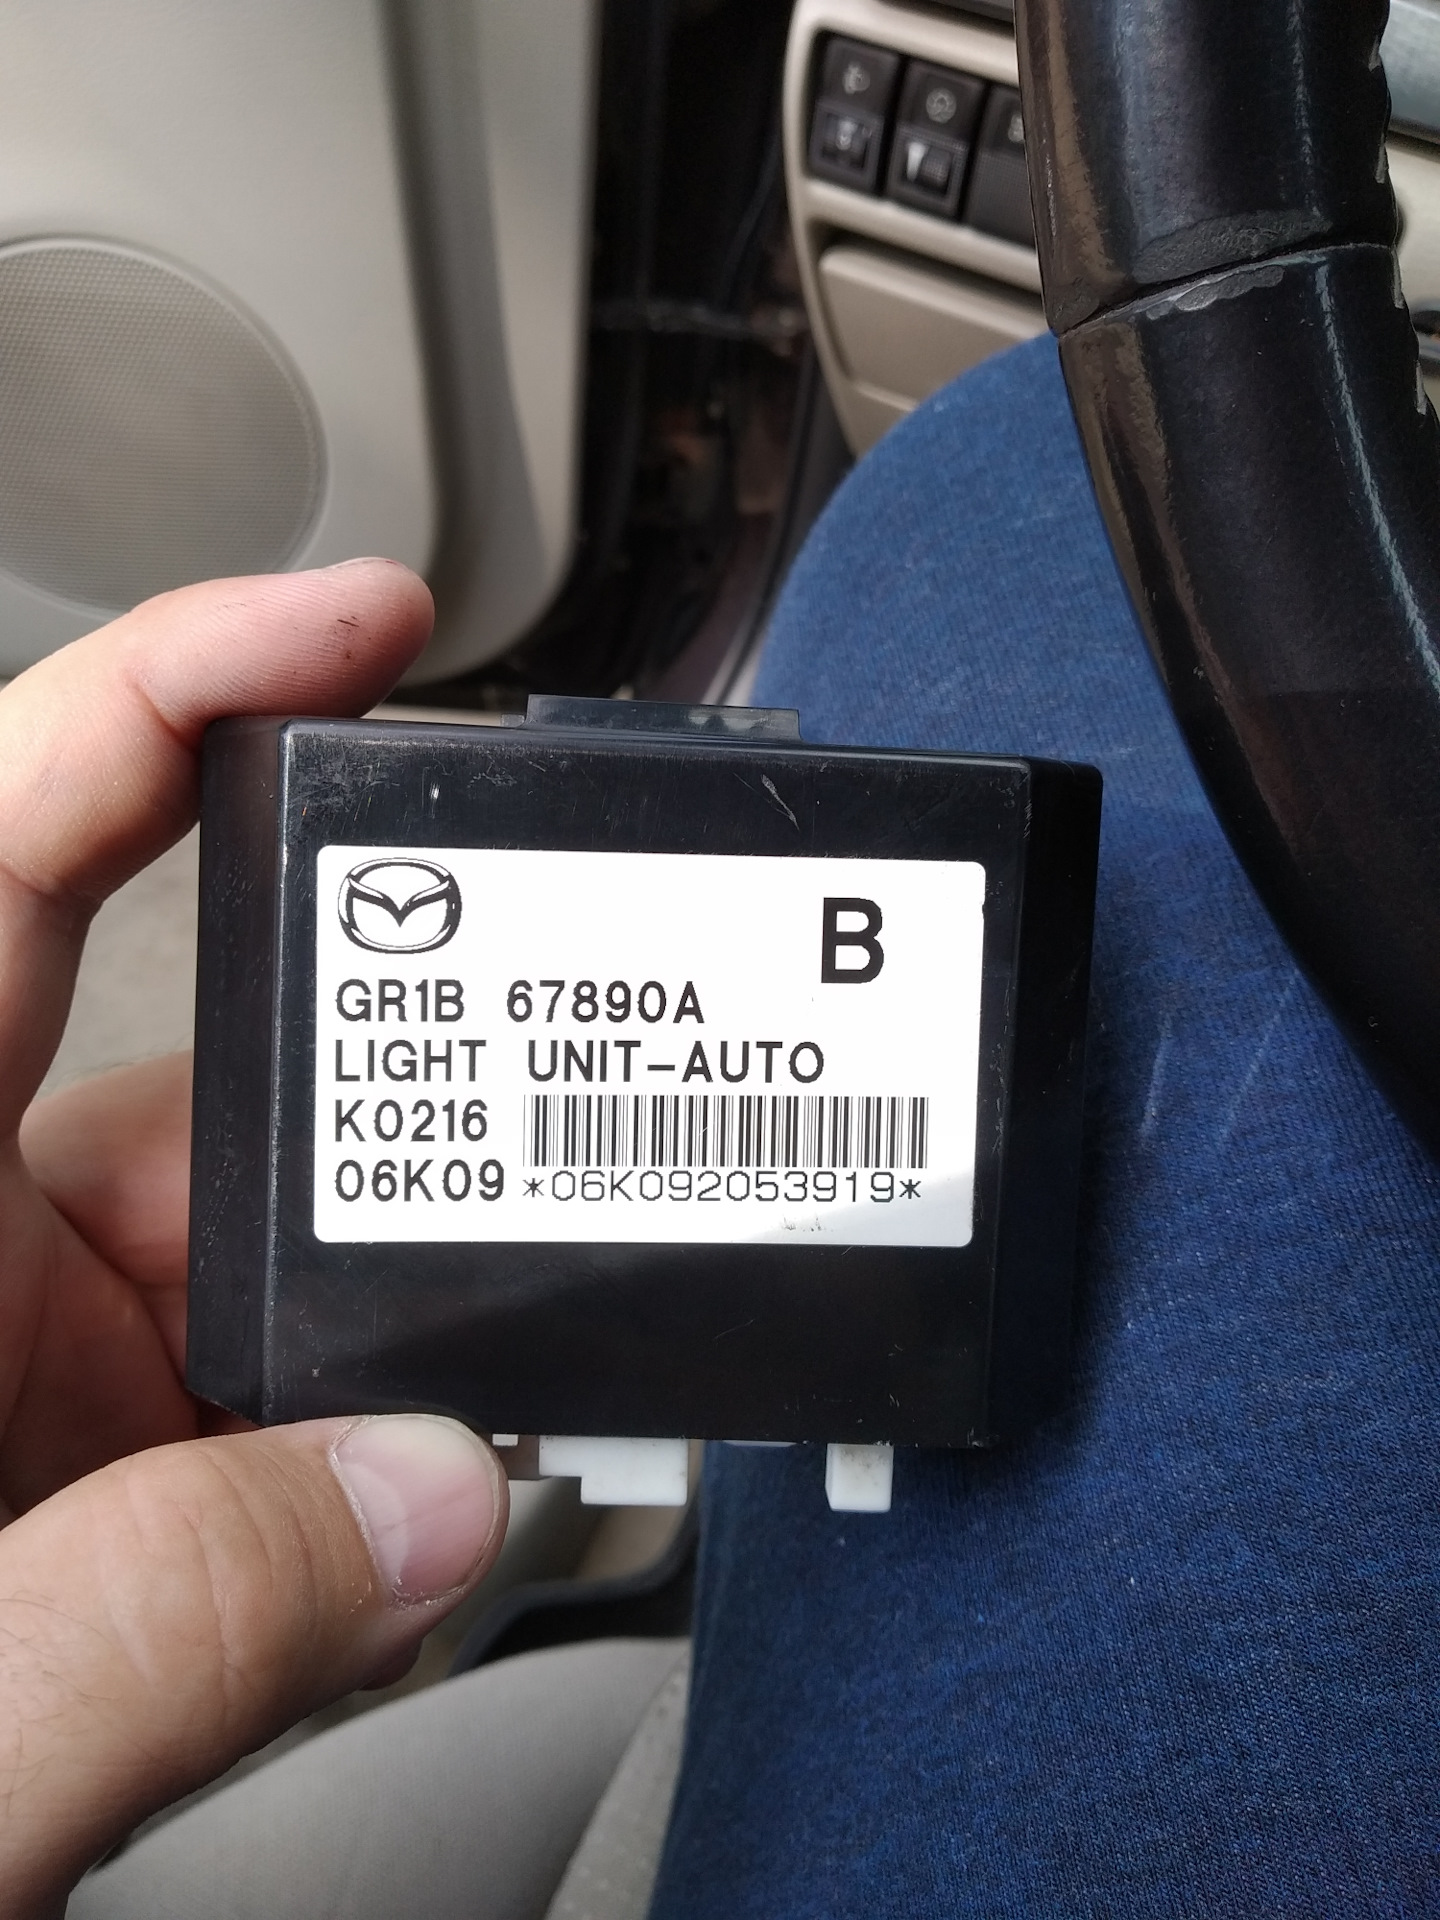 B
GR1B 67890A
LIGHT UNIT-AUTO
K0216
06K09 *06K092053919*